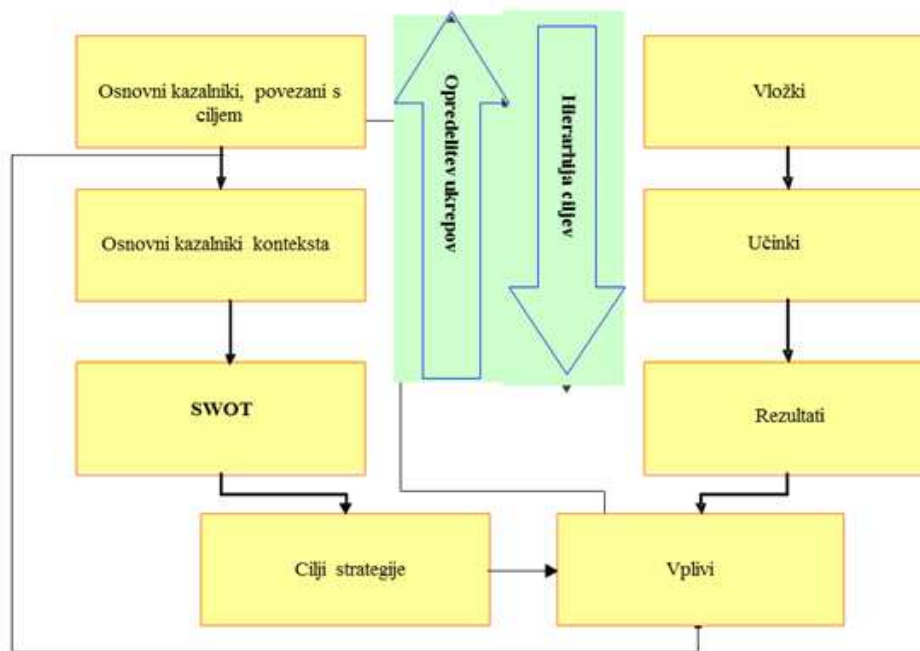 Osnovni kazalniki, povezani s
ciljem
Osnovni kazalniki konteksta
SWOT
Cilji strategije
Opredelitev ukrepov
Hierarhija ciljev
Vložki
Učinki
Rezultati
Vplivi